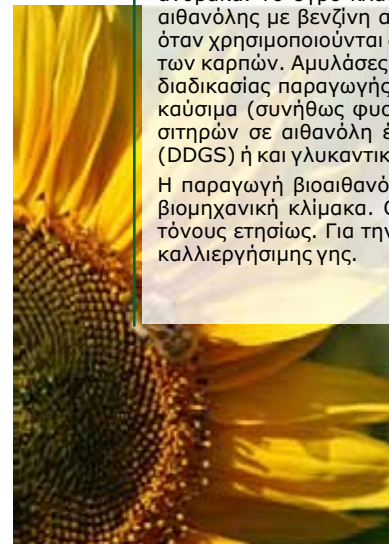 αιθανόλης με βενζίνη α
όταν χρησιμοποιούνται
των καρπών. Αμυλάσες
διαδικασίας παραγωγής
καύσιμα (συνήθως φυσ
σιτηρών σε αιθανόλη έ
(DDGS) ή και γλυκαντικ
Η παραγωγή βιοαιθανό
βιομηχανική κλίμακα.
τόνους ετησίως. Για την
καλλιεργήσιμης γης.